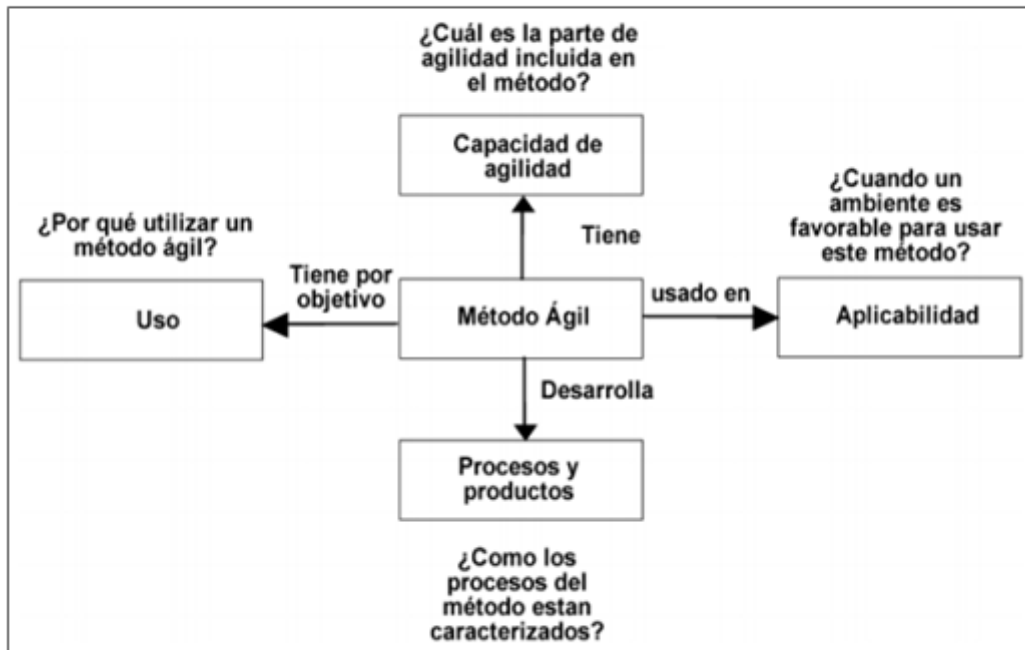 ¿Cuál es la parte de
agilidad incluida en
el método?
Capacidad de
agilidad
¿Cuando un
ambiente es
favorable para usar
este método?
¿Por qué utilizar un
método ágil?
Tiene
Tiene por
objetivo
usado en
Uso
Método Ágil
Aplicabilidad
Desarrolla
Procesos y
productos
¿Como los
procesos del
método estan
caracterizados?